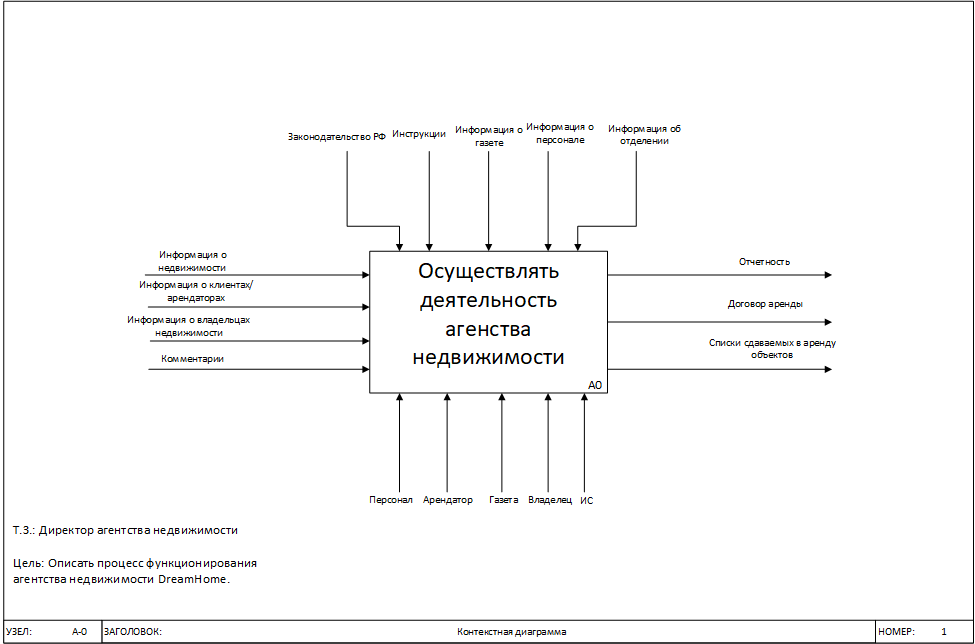 Законодательство РФ
Инструкции
Информация о
газете
Информация о
персонале
Информация об
отделении
Информация о
недвижимости
Информация о клиентах/
арендаторах
Информация о владельцах
недвижимости
Комментарии
Осуществлять
деятельность
агенства
недвижимости
A0
Отчетность
Договор аренды
Списки сдаваемых в аренду
объектов
Персонал
Арендатор
Газета
Владелец
ИС
Т.З.: Директор агентства недвижимости
Цель: Описать процесс функционирования
агентства недвижимости DreamHome.
УЗЕЛ:
A-0
ЗАГОЛОВОК:
Контекстная диаграмма
НОМЕР:
1